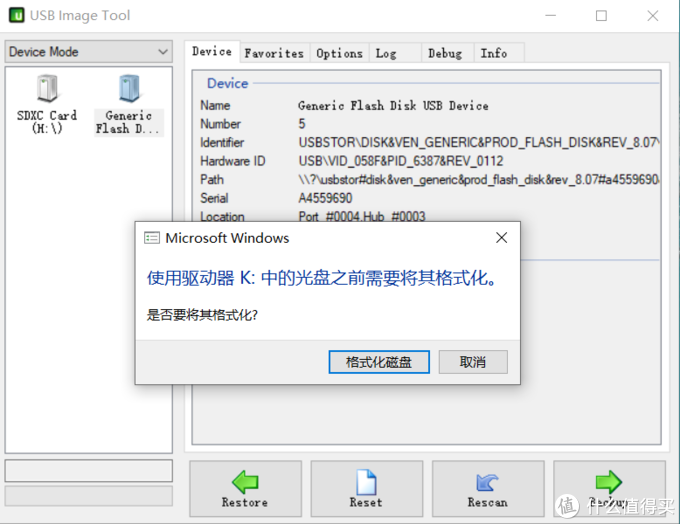 USB Image Tool
Device Mode
Device Favorites Options Log Debug Info
SDXC Card
(H:\)
Generic
Flash D...
Device
Name Generic Flash Disk USB Device
Number 5
Identifier USBSTOR\DISK&VEN_GENERIC&PROD_FLASH_DISK&REV_8.07\
Hardware ID USB\VID_058F&PID_6387&REV_0112
Path \\?\usbstor#disk&ven_generic&prod_flash_disk&rev_8.07#a4559690
Serial A4559690
Location Port_#0004.Hub_#0003
Microsoft Windows
使用驱动器 K: 中的光盘之前需要将其格式化。
是否要将其格式化?
格式化磁盘 取消
Restore Reset Rescan Backup
值 什么值得买